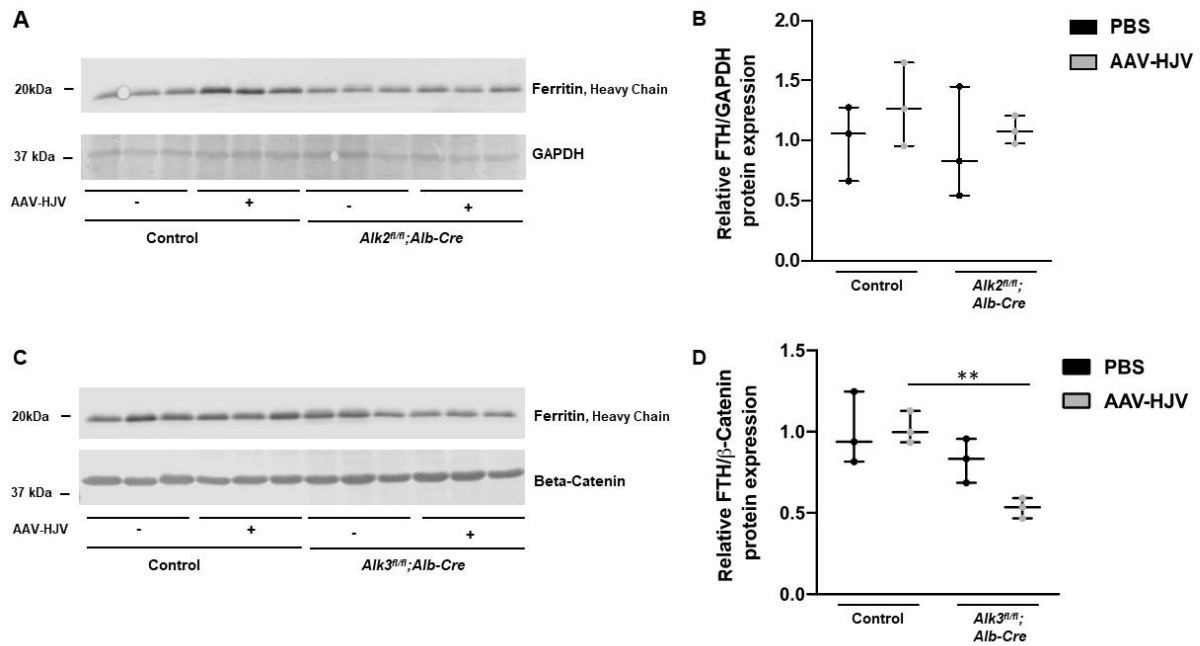 A
20kDa
Ferritin, Heavy Chain
37 kDa
GAPDH
AAV-HJV
- + - +
Control
Alk2fl/fl;Alb-Cre
B
Relative FTH/GAPDH
protein expression
2.0
1.5
1.0
0.5
0.0
Control
Alk2fl/fl;
Alb-Cre
PBS
AAV-HJV
C
20kDa
Ferritin, Heavy Chain
37 kDa
Beta-Catenin
AAV-HJV
- + - +
Control
Alk3fl/fl;Alb-Cre
D
Relative FTH/β-Catenin
protein expression
1.5
1.0
0.5
0.0
**
Control
Alk3fl/fl;
Alb-Cre
PBS
AAV-HJV